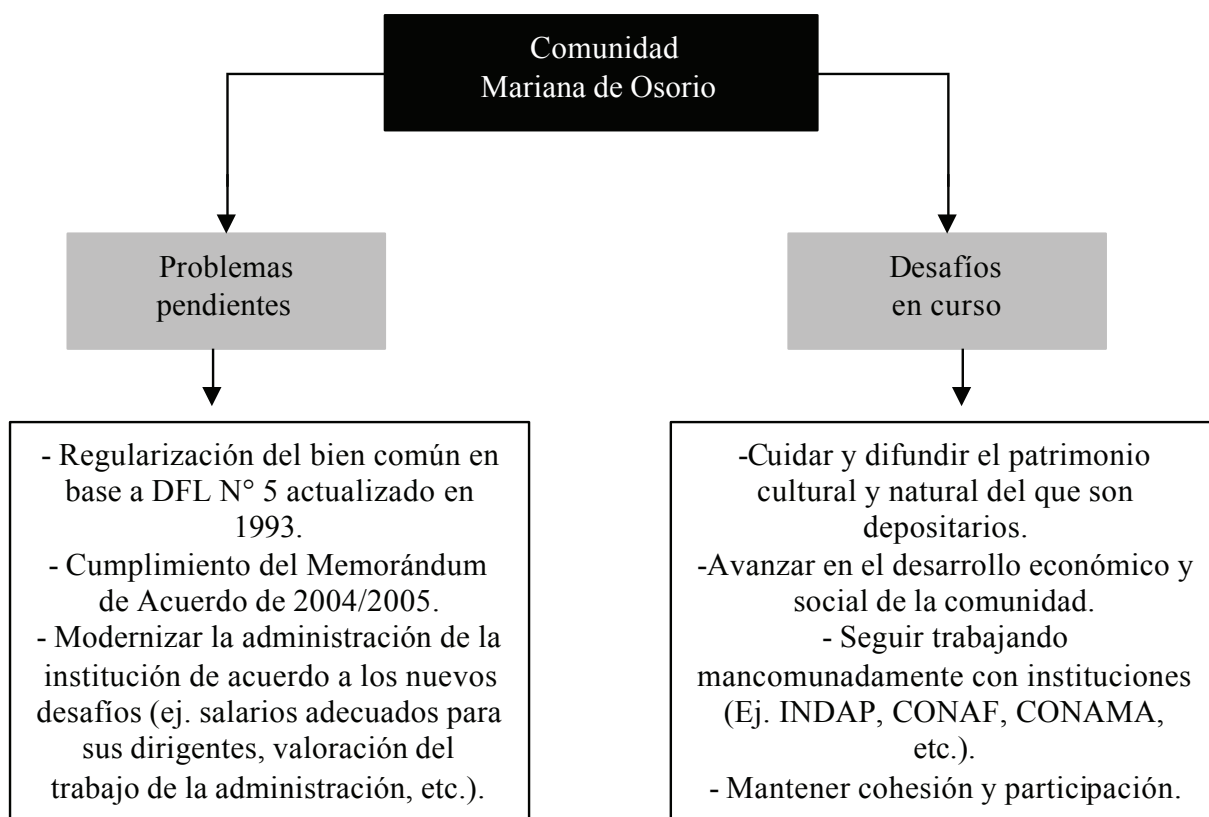 Comunidad
Mariana de Osorio
Problemas
pendientes
Desafíos
en curso
- Regularización del bien común en
base a DFL N° 5 actualizado en
1993.
- Cumplimiento del Memorándum
de Acuerdo de 2004/2005.
- Modernizar la administración de la
institución de acuerdo a los nuevos
desafíos (ej. salarios adecuados para
sus dirigentes, valoración del
trabajo de la administración, etc.).
-Cuidar y difundir el patrimonio
cultural y natural del que son
depositarios.
-Avanzar en el desarrollo económico y
social de la comunidad.
- Seguir trabajando
mancomunadamente con instituciones
(Ej. INDAP, CONAF, CONAMA,
etc.).
- Mantener cohesión y participación.